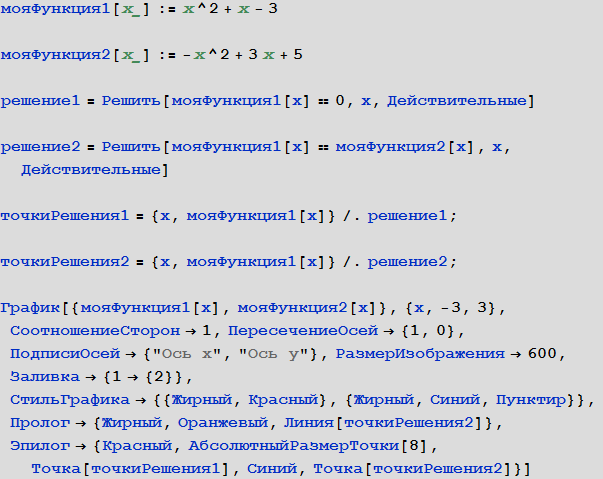 мояФункция1[x_] := x^2 + x - 3
мояФункция2[x_] := -x^2 + 3 x + 5
решение1 = Решить[мояФункция1[x] == 0, x, Действительные]
решение2 = Решить[мояФункция1[x] == мояФункция2[x], x,
Действительные]
точкиРешения1 = {x, мояФункция1[x]} /. решение1;
точкиРешения2 = {x, мояФункция1[x]} /. решение2;
График[{мояФункция1[x], мояФункция2[x]}, {x, -3, 3},
СоотношениеСторон → 1, ПересечениеОсей → {1, 0},
ПодписиОсей → {"Ось x", "Ось y"}, РазмерИзображения → 600,
Заливка → {1 → {2}},
СтильГрафика → {{Жирный, Красный}, {Жирный, Синий, Пунктир}},
Пролог → {Жирный, Оранжевый, Линия[точкиРешения2]},
Эпилог → {Красный, АбсолютныйРазмерТочки[8],
Точка[точкиРешения1], Синий, Точка[точкиРешения2]}]